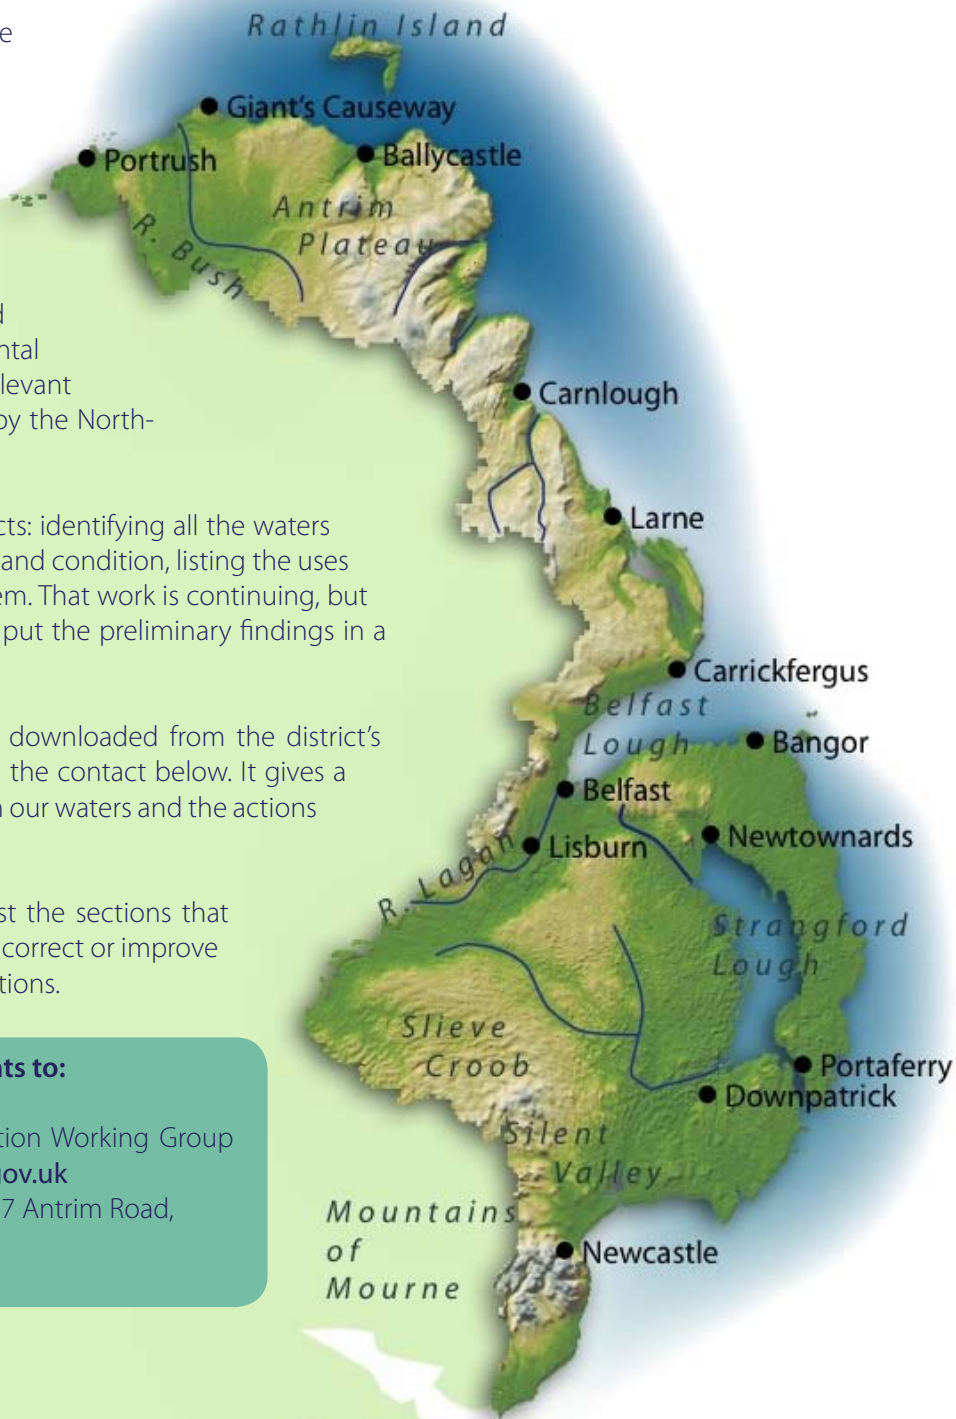 e
d
ntal
levant
by the North-
cts: identifying all the waters
and condition, listing the uses
em. That work is continuing, but
put the preliminary findings in a
downloaded from the district's
the contact below. It gives a
n our waters and the actions
st the sections that
correct or improve
tions.
nts to:
tion Working Group
gov.uk
7 Antrim Road,
Rathlin Island
Giant's Causeway
Portrush
Ballycastle
Antrim
Plateau
R. Bush
Carnlough
Larne
Carrickfergus
Belfast
Lough
Bangor
Belfast
Newtownards
Lisburn
R. Lagan
Strangford
Lough
Slieve
Croob
Portaferry
Downpatrick
Silent
Valley
Mountains
of
Mourne
Newcastle